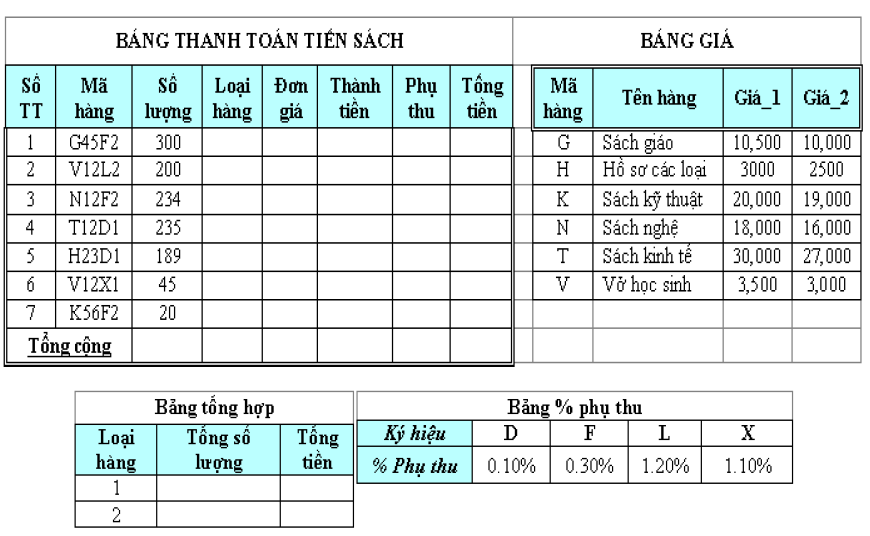 BẢNG THANH TOÁN TIỀN SÁCH
Số TT Mã hàng Số lượng Loại hàng Đơn giá Thành tiền Phụ thu Tổng tiền
1 G45F2 300
2 V12L2 200
3 N12F2 234
4 T12D1 235
5 H23D1 189
6 V12X1 45
7 K56F2 20
Tổng cộng
BẢNG GIÁ
Mã hàng Tên hàng Giá_1 Giá_2
G Sách giáo 10,500 10,000
H Hồ sơ các loại 3000 2500
K Sách kỹ thuật 20,000 19,000
N Sách nghệ 18,000 16,000
T Sách kinh tế 30,000 27,000
V Vở học sinh 3,500 3,000
Bảng tổng hợp
Loại hàng Tổng số lượng Tổng tiền
1
2
Bảng % phụ thu
Ký hiệu D F L X
% Phụ thu 0.10% 0.30% 1.20% 1.10%